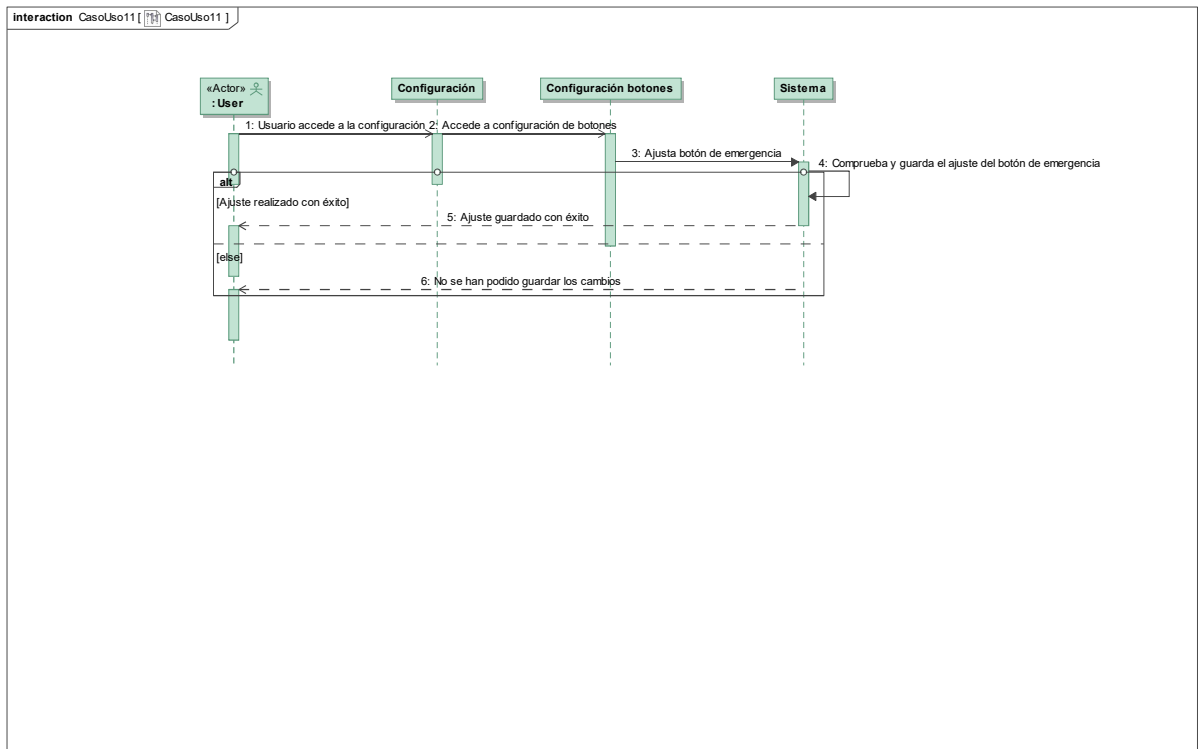 interaction CasoUso11 [ CasoUso11 ]
«Actor»
: User
Configuración
Configuración botones
Sistema
1: Usuario accede a la configuración
2: Accede a configuración de botones
3: Ajusta botón de emergencia
4: Comprueba y guarda el ajuste del botón de emergencia
alt
[Ajuste realizado con éxito]
5: Ajuste guardado con éxito
[else]
6: No se han podido guardar los cambios